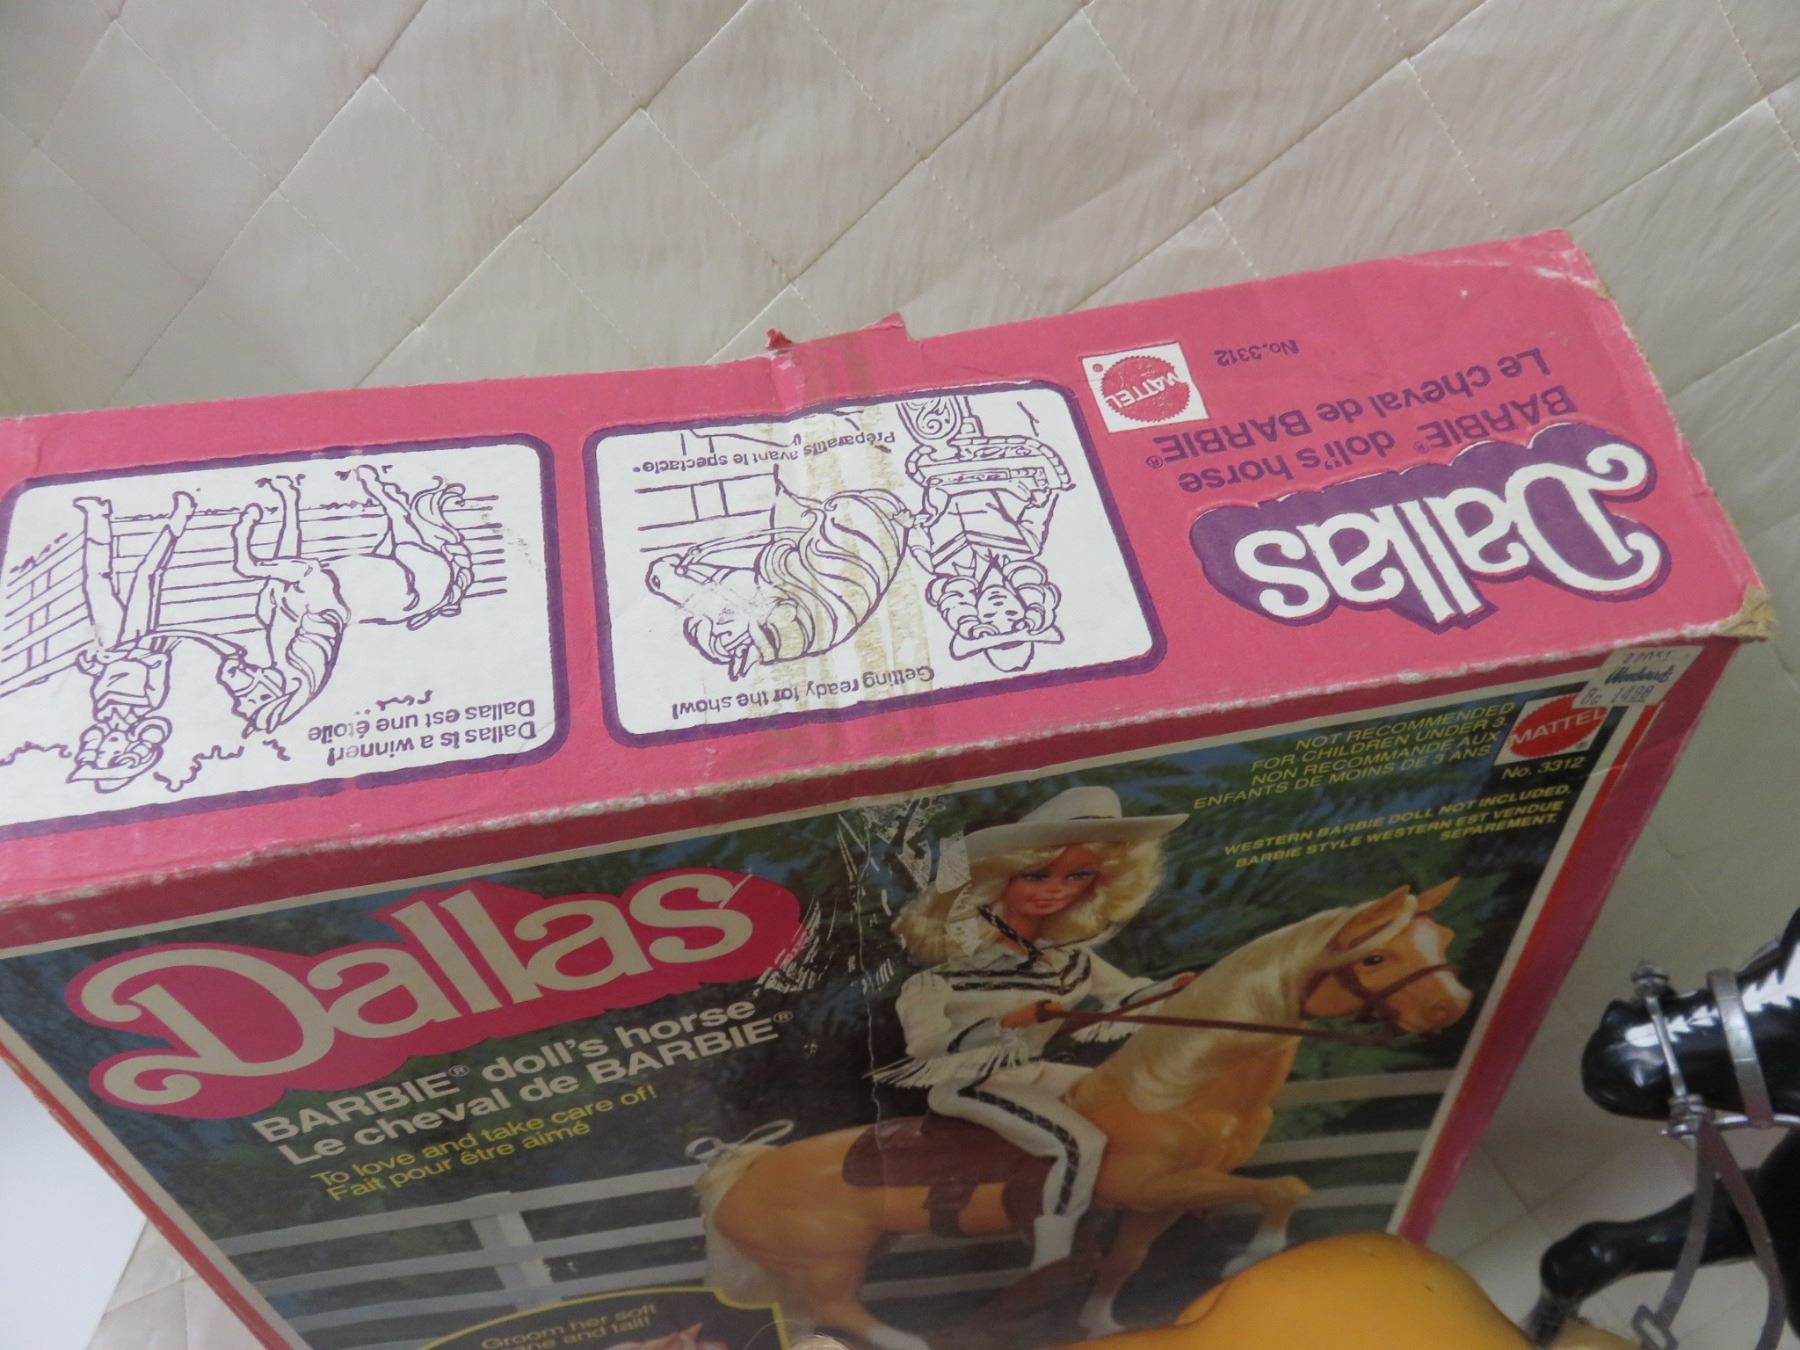 Dallas
BARBIE® doll's horse
Le cheval de BARBIE®
No. 3312
MATTEL
®
Getting ready for the show!
Préparatifs avant le spectacle
Dallas Is a winner!
Dallas est une étoile
27051
Woodward's
1498
MATTEL
®
No. 3312
NOT RECOMMENDED
FOR CHILDREN UNDER 3.
NON RECOMMANDÉ AUX
ENFANTS DE MOINS DE 3 ANS
WESTERN BARBIE DOLL NOT INCLUDED.
BARBIE STYLE WESTERN EST VENDUE
SÉPARÉMENT.
Dallas
BARBIE® doll's horse
Le cheval de BARBIE®
To love and take care of!
Fait pour être aimé
Groom her soft
and tail!